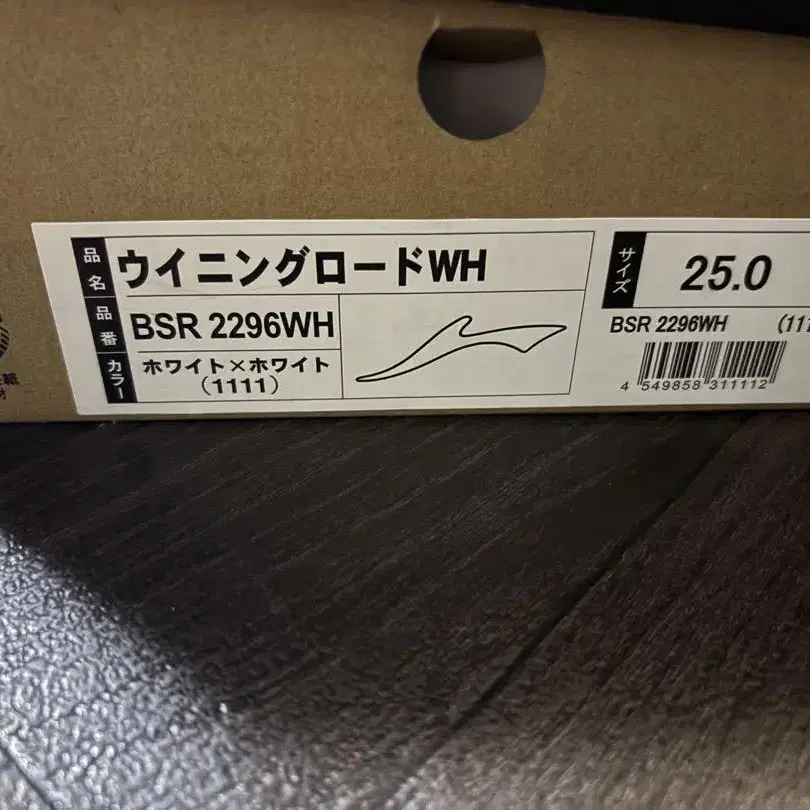 品名 ウイニングロードWH
品番 BSR 2296WH
カラー ホワイト×ホワイト
(1111)
サイズ 25.0
BSR 2296WH (111
4 549858 311112
紙